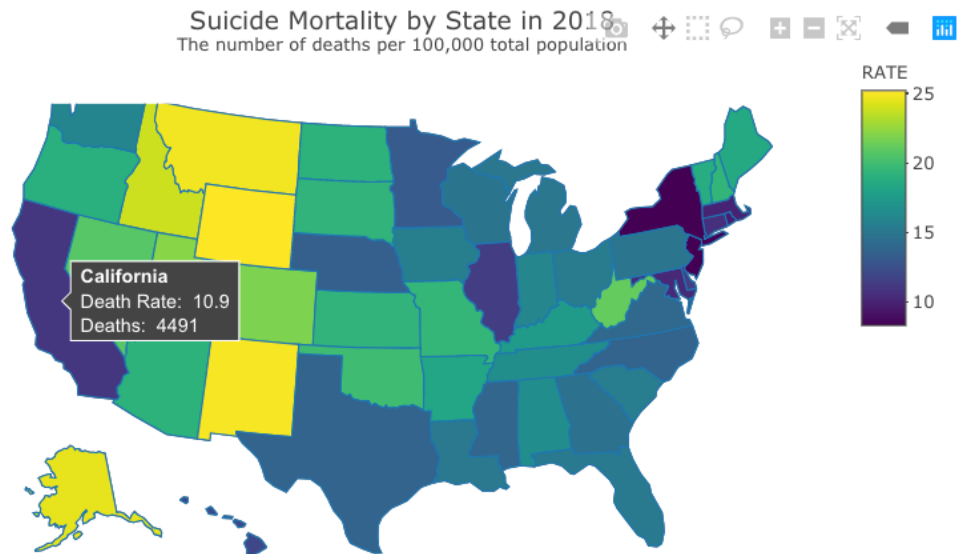 Suicide Mortality by State in 2018
The number of deaths per 100,000 total population
RATE
25
20
15
10
California
Death Rate: 10.9
Deaths: 4491